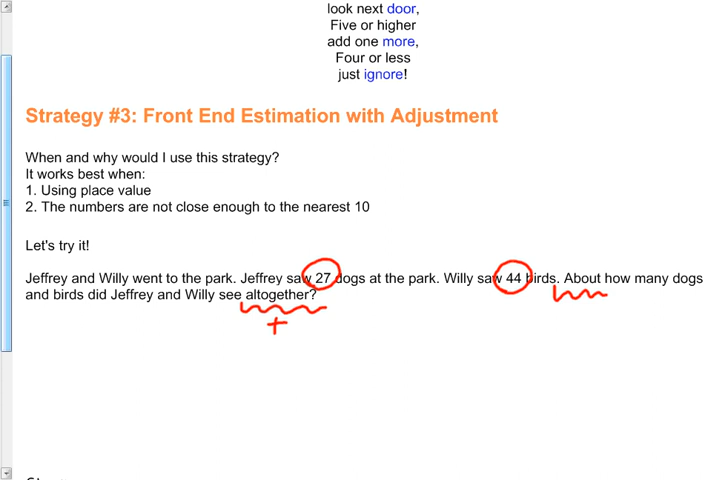 look next door,
Five or higher
add one more,
Four or less
just ignore!
Strategy #3: Front End Estimation with Adjustment
When and why would I use this strategy?
It works best when:
1. Using place value
2. The numbers are not close enough to the nearest 10
Let's try it!
Jeffrey and Willy went to the park. Jeffrey saw 27 dogs at the park. Willy saw 44 birds. About how many dogs
and birds did Jeffrey and Willy see altogether?
+